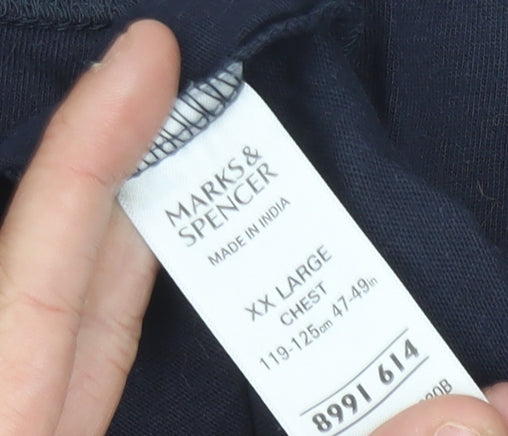 MARKS &
SPENCER
MADE IN INDIA
XX LARGE
CHEST
119-125cm 47-49in
8991 614